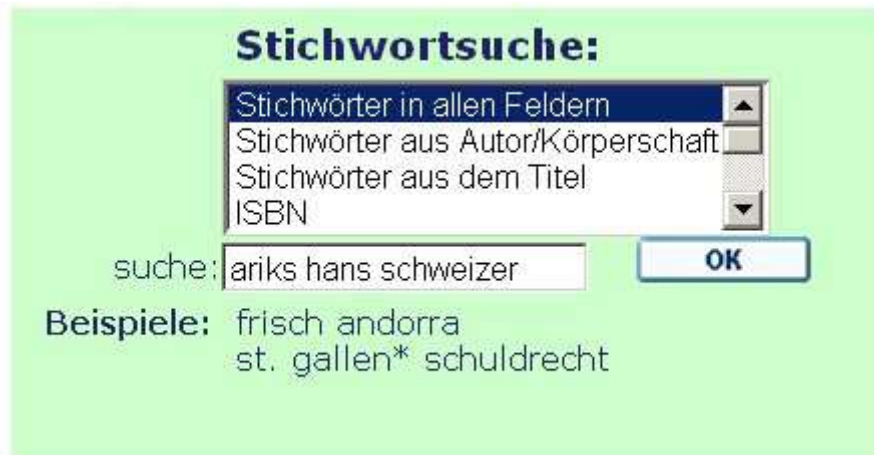 Stichwortsuche:
Stichwörter in allen Feldern
Stichwörter aus Autor/Körperschaft
Stichwörter aus dem Titel
ISBN
suche: ariks hans schweizer OK
Beispiele: frisch andorra
st. gallen* schuldrecht